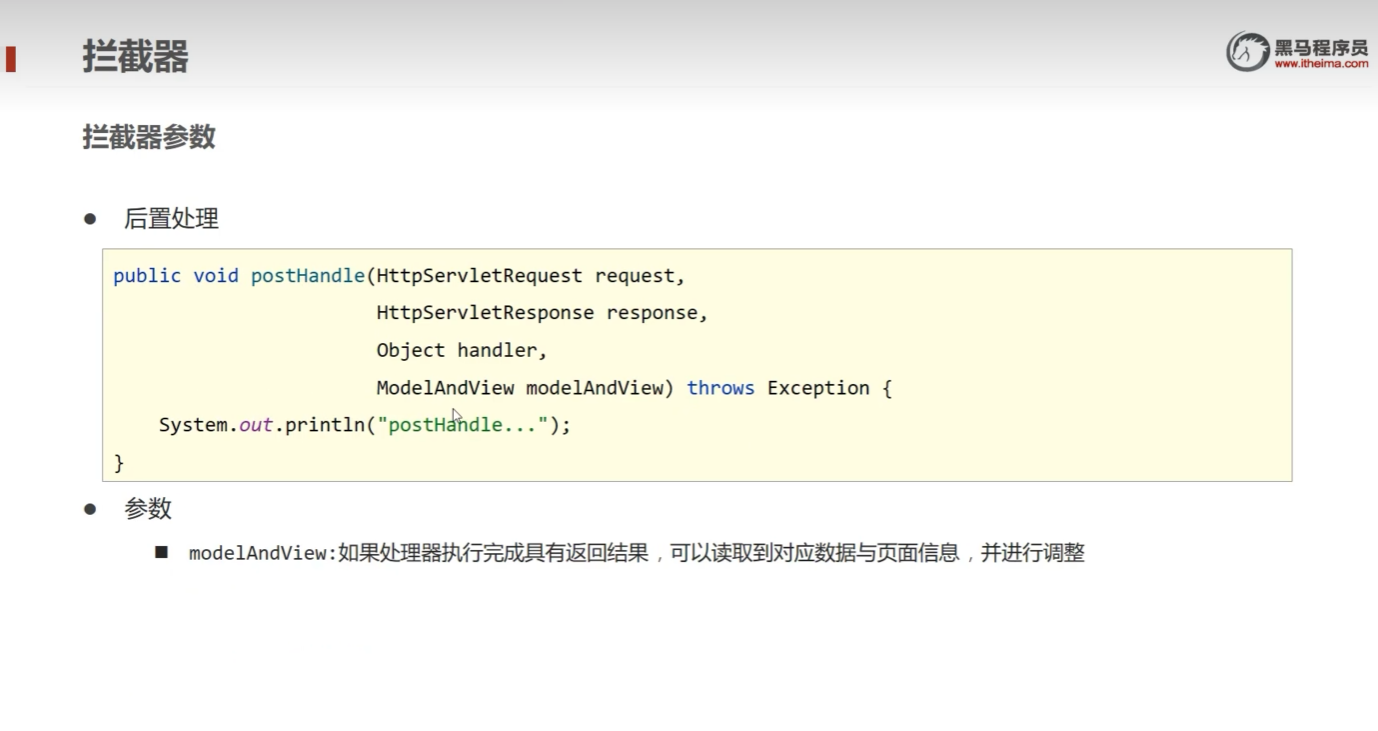 拦截器
黑马程序员
www.itheima.com
拦截器参数
● 后置处理
public void postHandle(HttpServletRequest request,
HttpServletResponse response,
Object handler,
ModelAndView modelAndView) throws Exception {
System.out.println("postHandle...");
}
● 参数
■ modelAndView:如果处理器执行完成具有返回结果，可以读取到对应数据与页面信息，并进行调整